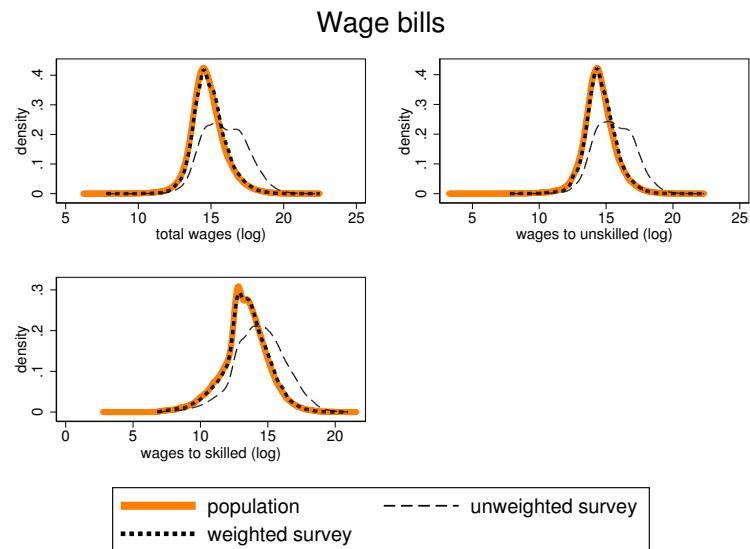 Wage bills
density
0 .1 .2 .3 .4
5 10 15 20 25
total wages (log)
density
0 .1 .2 .3 .4
5 10 15 20 25
wages to unskilled (log)
density
0 .1 .2 .3
0 5 10 15 20
wages to skilled (log)
population
unweighted survey
weighted survey